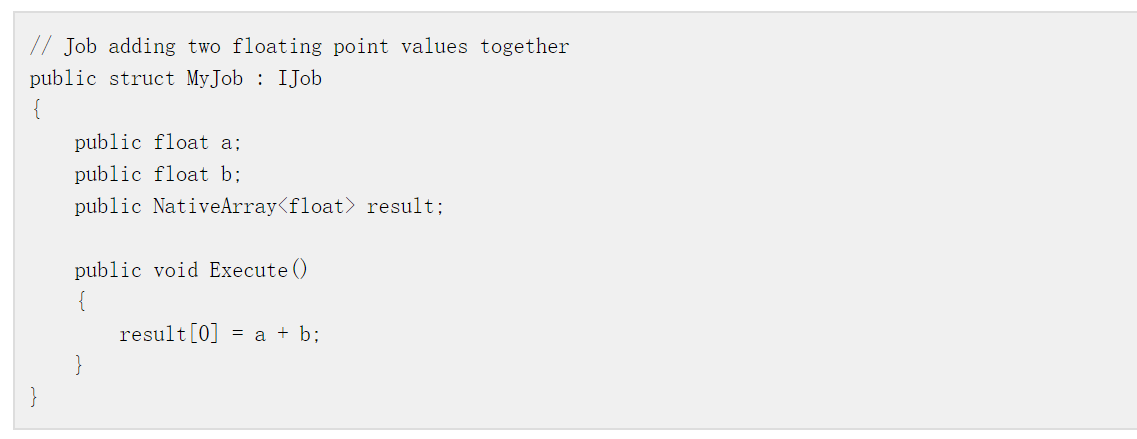 // Job adding two floating point values together
public struct MyJob : IJob
{
    public float a;
    public float b;
    public NativeArray<float> result;

    public void Execute()
    {
        result[0] = a + b;
    }
}